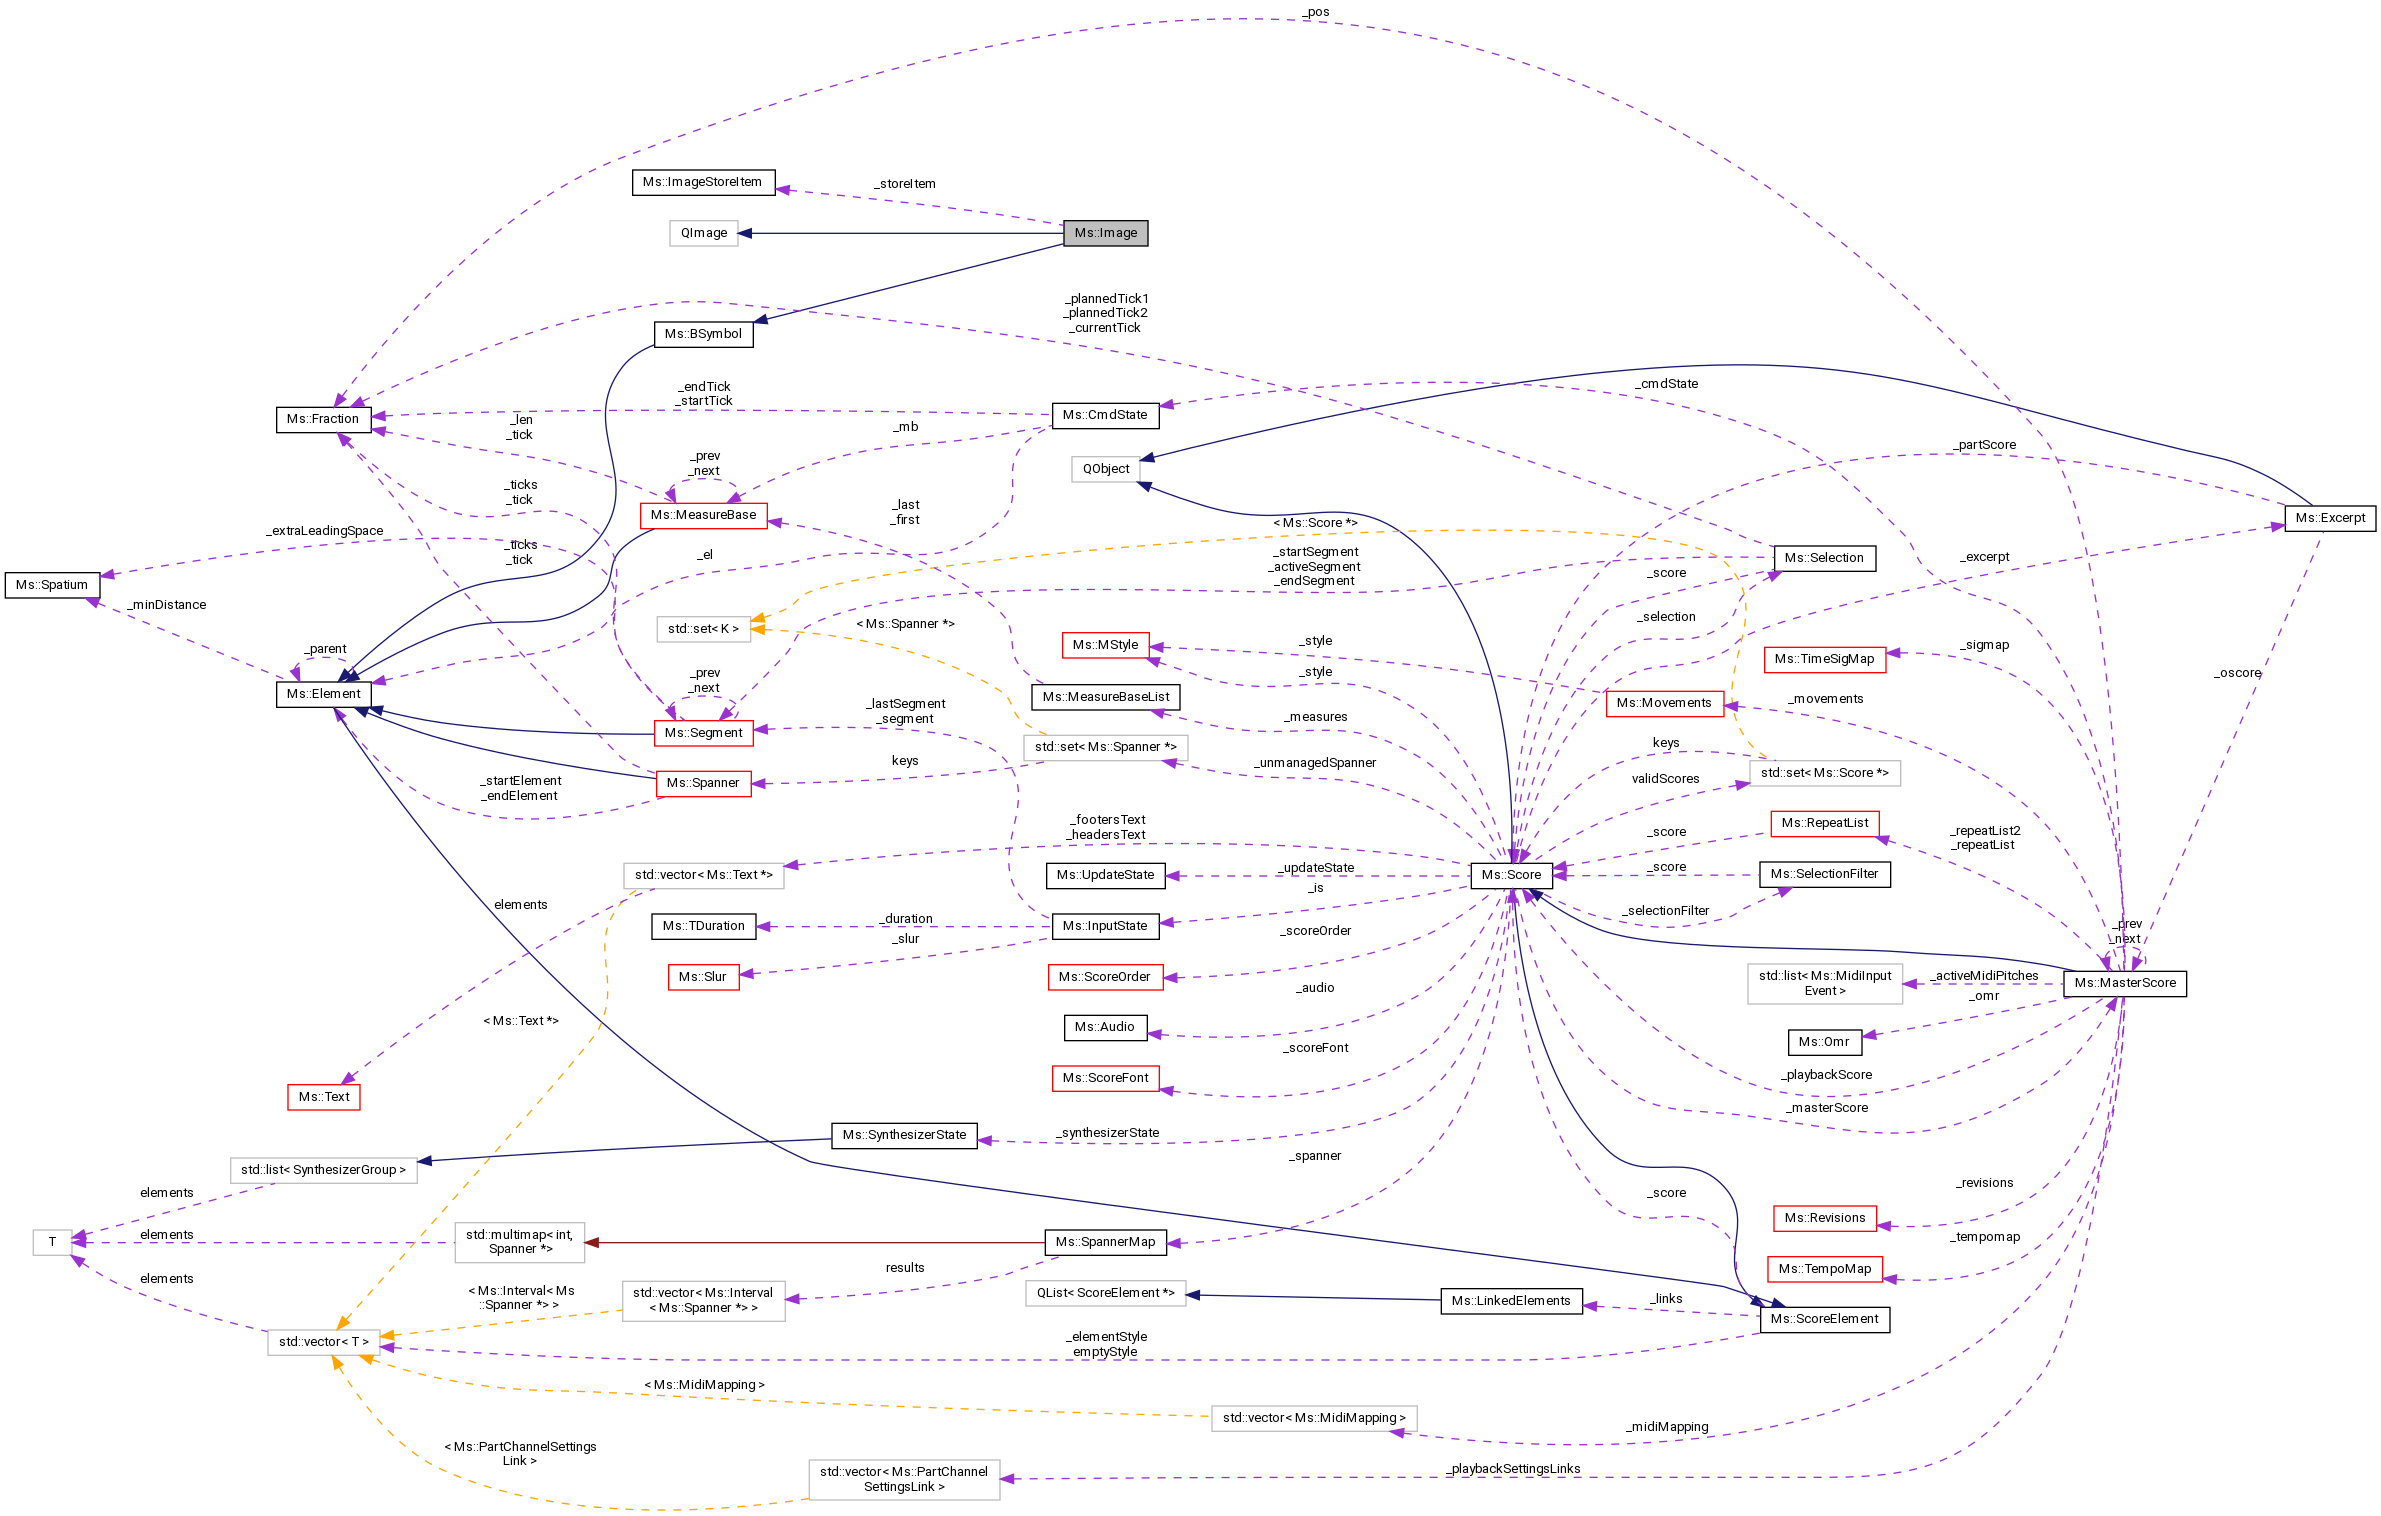 _pos
Ms::ImageStoreItem
_storeItem
QImage
Ms::Image
_plannedTick1
_plannedTick2
_currentTick
Ms::BSymbol
_endTick
_startTick
_cmdState
Ms::Fraction
_len
_tick
Ms::CmdState
_mb
_partScore
_prev
_next
QObject
_ticks
_tick
_last
_first
Ms::MeasureBase
< Ms::Score *>
Ms::Excerpt
_extraLeadingSpace
_ticks
_tick
_el
_startSegment
_activeSegment
_endSegment
Ms::Selection
_excerpt
_score
Ms::Spatium
_minDistance
std::set< K >
< Ms::Spanner *>
_selection
_parent
Ms::MStyle
_style
Ms::TimeSigMap
_sigmap
_style
_oscore
Ms::Element
_prev
_next
Ms::MeasureBaseList
Ms::Movements
_movements
_lastSegment
_segment
_measures
Ms::Segment
std::set< Ms::Spanner *>
keys
_startElement
_endElement
Ms::Spanner
keys
_unmanagedSpanner
validScores
std::set< Ms::Score *>
_footersText
_headersText
_score
Ms::RepeatList
_repeatList2
_repeatList
std::vector< Ms::Text *>
Ms::UpdateState
_updateState
Ms::Score
_score
Ms::SelectionFilter
elements
_is
_selectionFilter
Ms::TDuration
_duration
Ms::InputState
_prev
_next
_slur
_scoreOrder
Ms::Slur
Ms::ScoreOrder
std::list< Ms::MidiInput
Event >
_activeMidiPitches
Ms::MasterScore
_audio
_omr
< Ms::Text *>
Ms::Audio
Ms::Omr
_scoreFont
Ms::ScoreFont
_playbackScore
Ms::Text
_masterScore
Ms::SynthesizerState
_synthesizerState
std::list< SynthesizerGroup >
_spanner
elements
_score
_revisions
Ms::Revisions
T
elements
std::multimap< int,
Spanner *>
Ms::SpannerMap
_tempomap
Ms::TempoMap
elements
results
< Ms::Interval< Ms
::Spanner *> >
std::vector< Ms::Interval
< Ms::Spanner *> >
QList< ScoreElement *>
Ms::LinkedElements
_links
Ms::ScoreElement
std::vector< T >
_elementStyle
emptyStyle
< Ms::MidiMapping >
std::vector< Ms::MidiMapping >
_midiMapping
< Ms::PartChannelSettings
Link >
std::vector< Ms::PartChannel
SettingsLink >
_playbackSettingsLinks